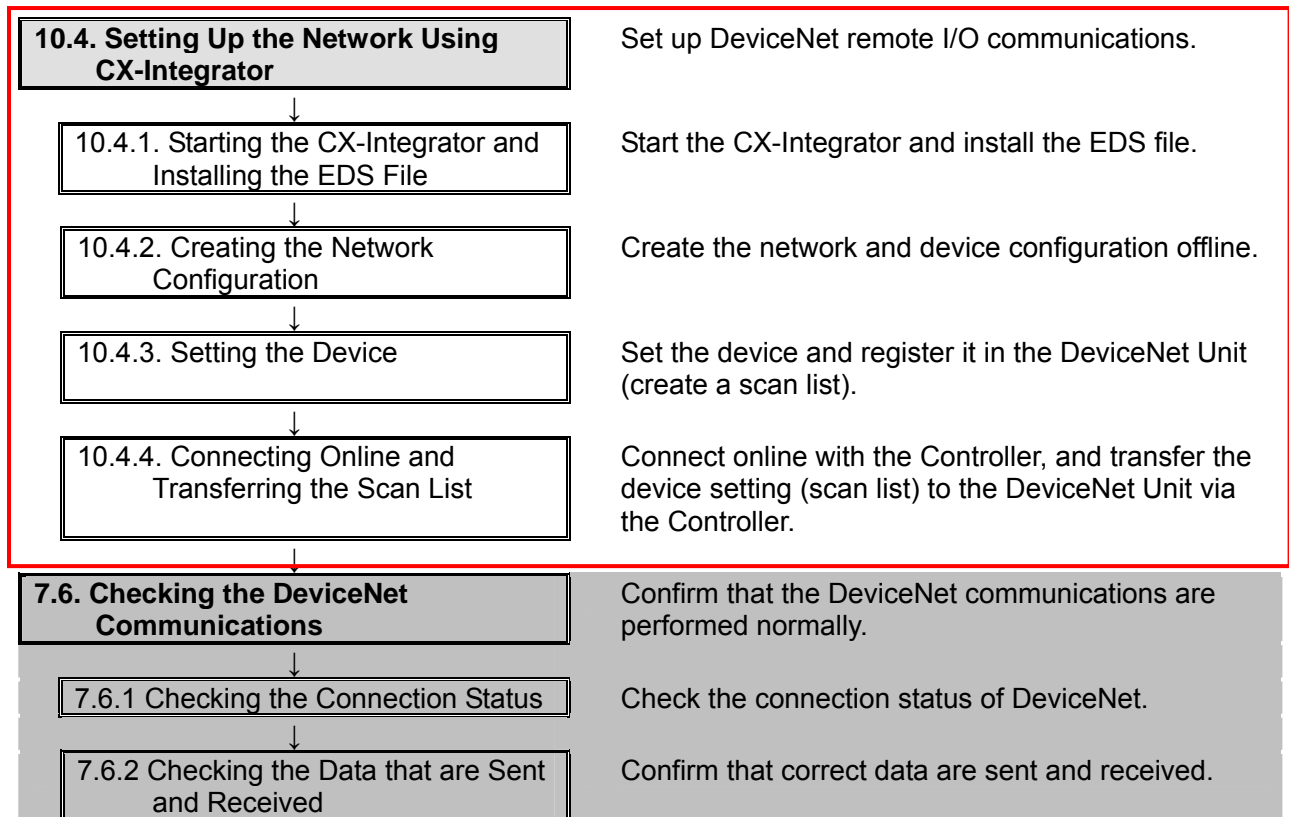 10.4. Setting Up the Network Using
CX-Integrator
Set up DeviceNet remote I/O communications.
↓
10.4.1. Starting the CX-Integrator and
Installing the EDS File
Start the CX-Integrator and install the EDS file.
↓
10.4.2. Creating the Network
Configuration
Create the network and device configuration offline.
↓
10.4.3. Setting the Device
Set the device and register it in the DeviceNet Unit
(create a scan list).
↓
10.4.4. Connecting Online and
Transferring the Scan List
Connect online with the Controller, and transfer the
device setting (scan list) to the DeviceNet Unit via
the Controller.
↓
7.6. Checking the DeviceNet
Communications
Confirm that the DeviceNet communications are
performed normally.
↓
7.6.1 Checking the Connection Status
Check the connection status of DeviceNet.
↓
7.6.2 Checking the Data that are Sent
and Received
Confirm that correct data are sent and received.